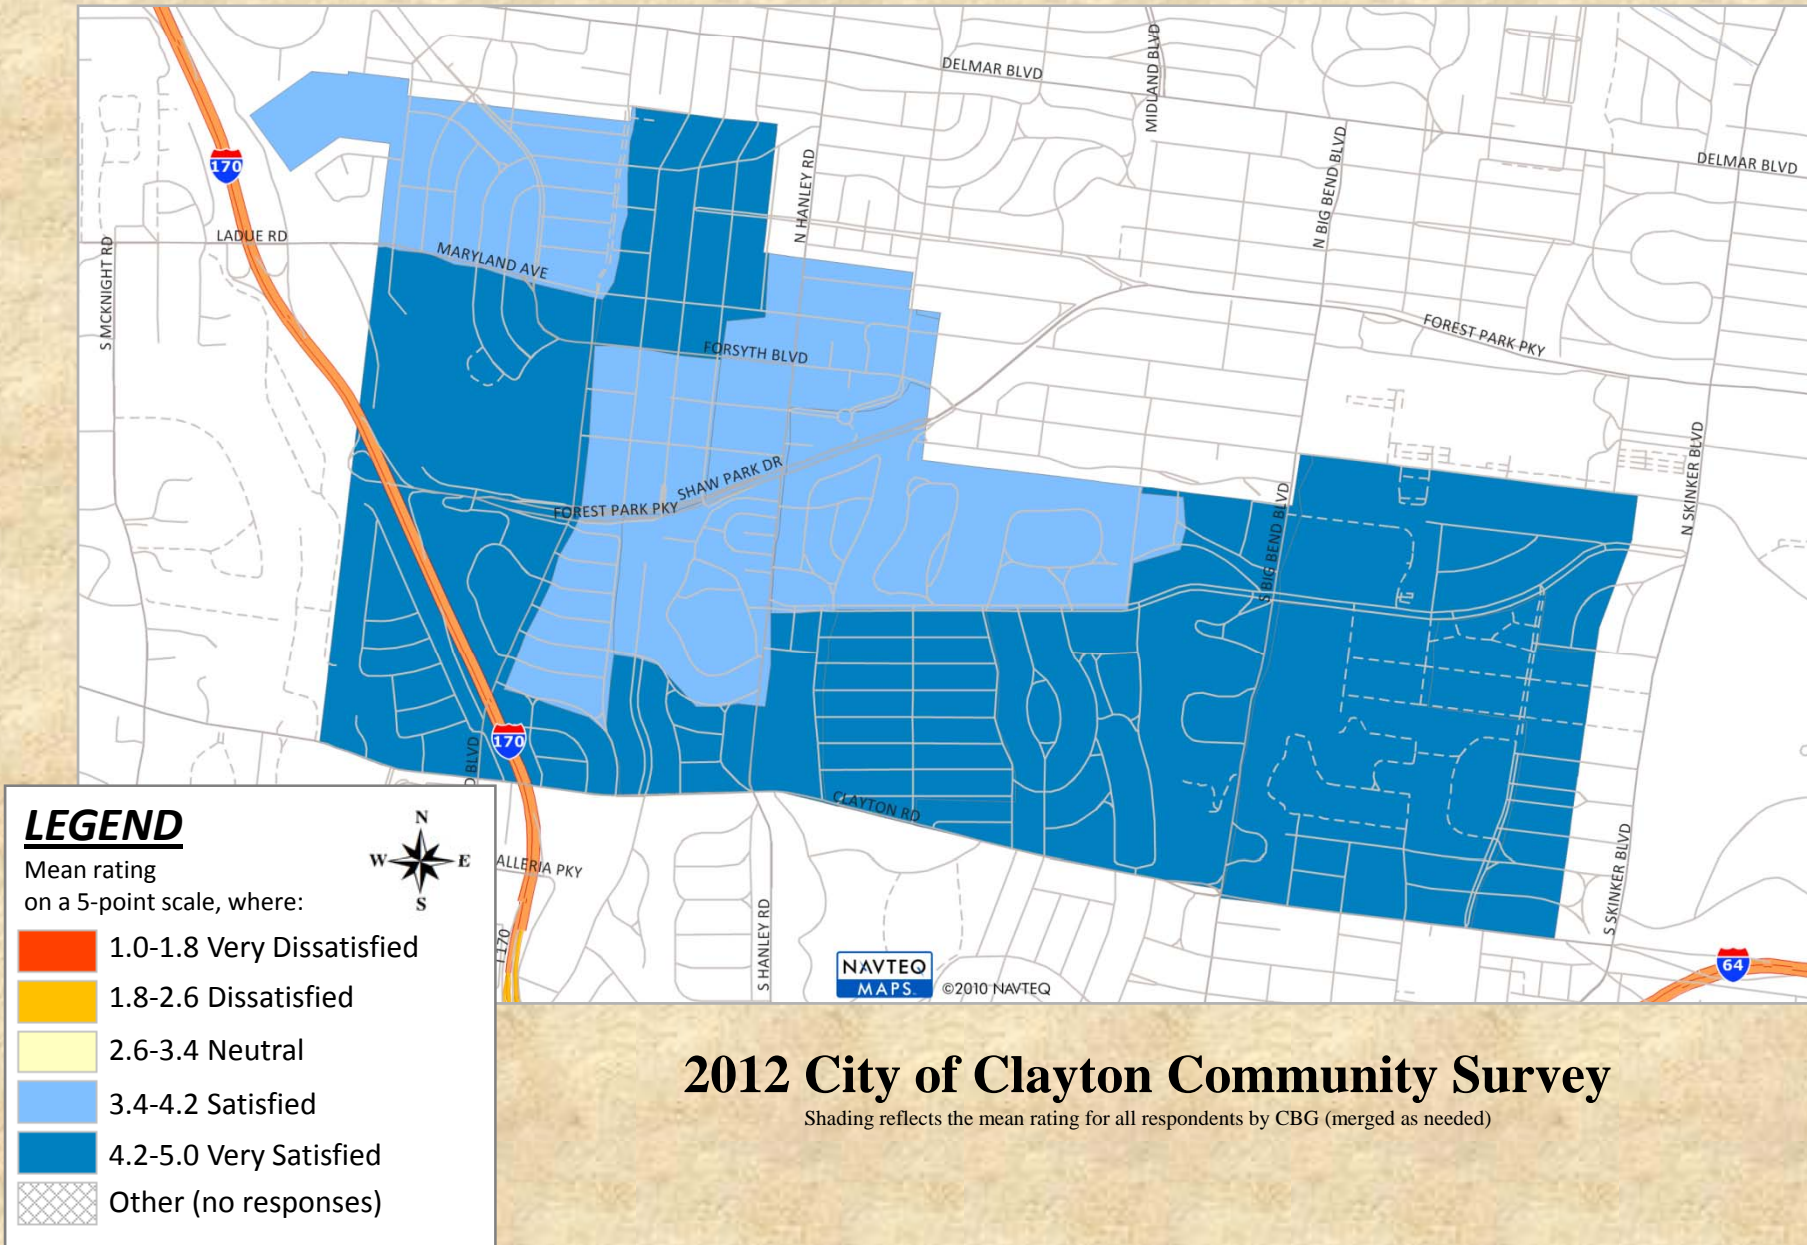 DELMAR BLVD
MIDLAND BLVD
170
N HANLEY RD
N BIG BEND BLVD
DELMAR BLVD
LADUE RD
S MCKNIGHT RD
MARYLAND AVE
FORSYTH BLVD
FOREST PARK PKY
SHAW PARK DR
FOREST PARK PKY
S BIG BEND BLVD
N SKINKER BLVD
170
D BLVD
CLAYTON RD
ALLERIA PKY
S HANLEY RD
I 170
S SKINKER BLVD
64
NAVTEQ
MAPS
©2010 NAVTEQ
LEGEND
N
W E
S
Mean rating
on a 5-point scale, where:
1.0-1.8 Very Dissatisfied
1.8-2.6 Dissatisfied
2.6-3.4 Neutral
3.4-4.2 Satisfied
4.2-5.0 Very Satisfied
Other (no responses)
2012 City of Clayton Community Survey
Shading reflects the mean rating for all respondents by CBG (merged as needed)